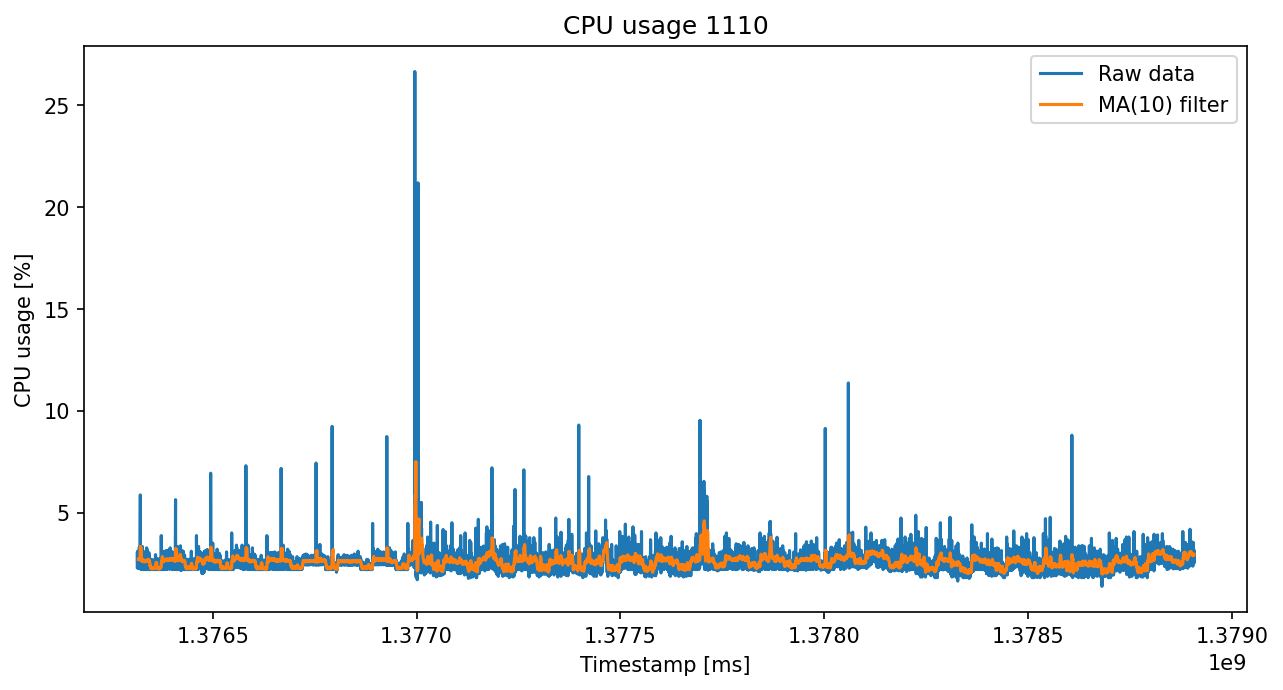 CPU usage 1110
Raw data
MA(10) filter
CPU usage [%]
25
20
15
10
5
1.3765 1.3770 1.3775 1.3780 1.3785 1.3790
1e9
Timestamp [ms]